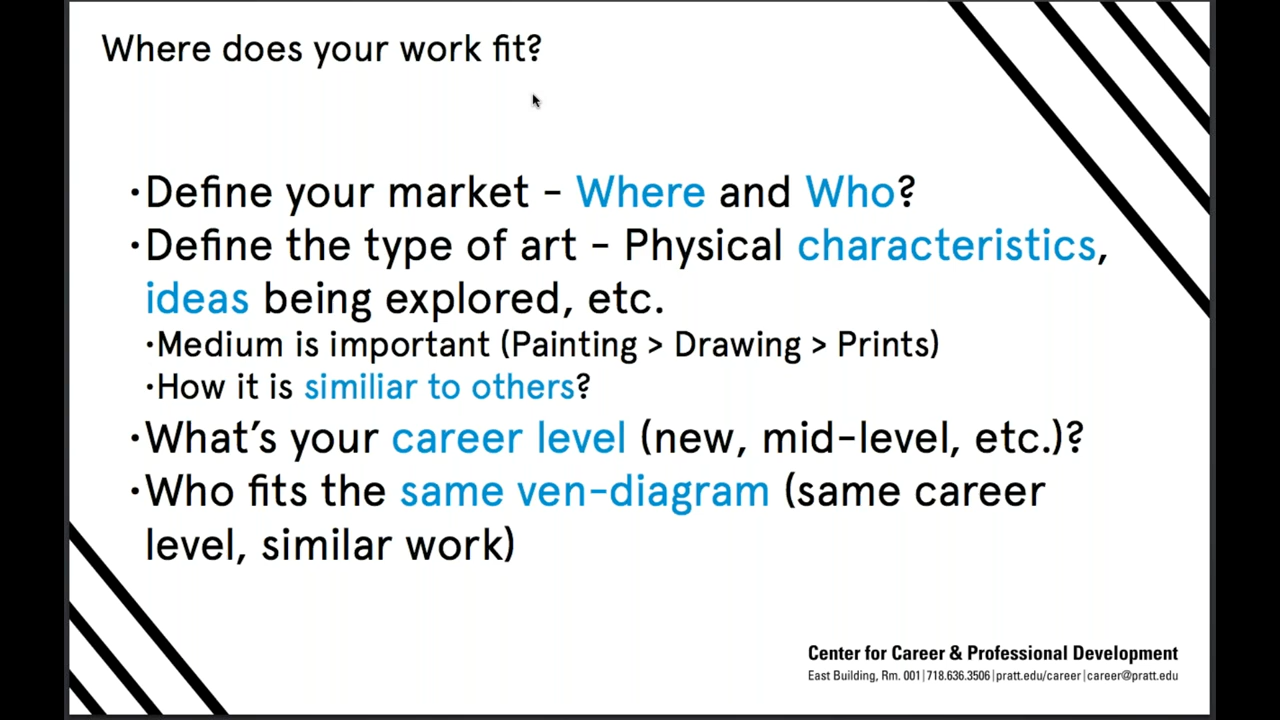 Where does your work fit?
·Define your market - Where and Who?
·Define the type of art - Physical characteristics,
ideas being explored, etc.
·Medium is important (Painting > Drawing > Prints)
·How it is similiar to others?
·What's your career level (new, mid-level, etc.)?
·Who fits the same ven-diagram (same career
level, similar work)
Center for Career & Professional Development
East Building, Rm. 001|718.636.3506|pratt.edu/career|career@pratt.edu